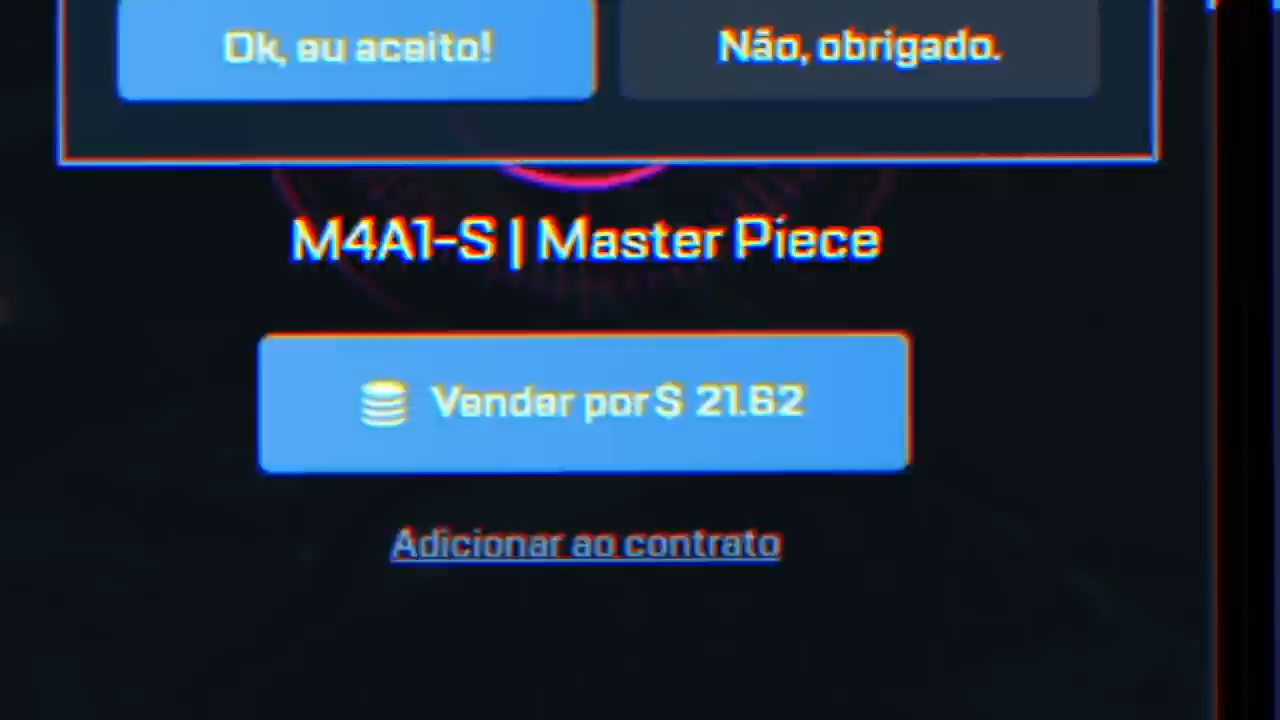 Ok, eu aceito!
Não, obrigado.
M4A1-S | Master Piece
Vender por $ 21.62
Adicionar ao contrato